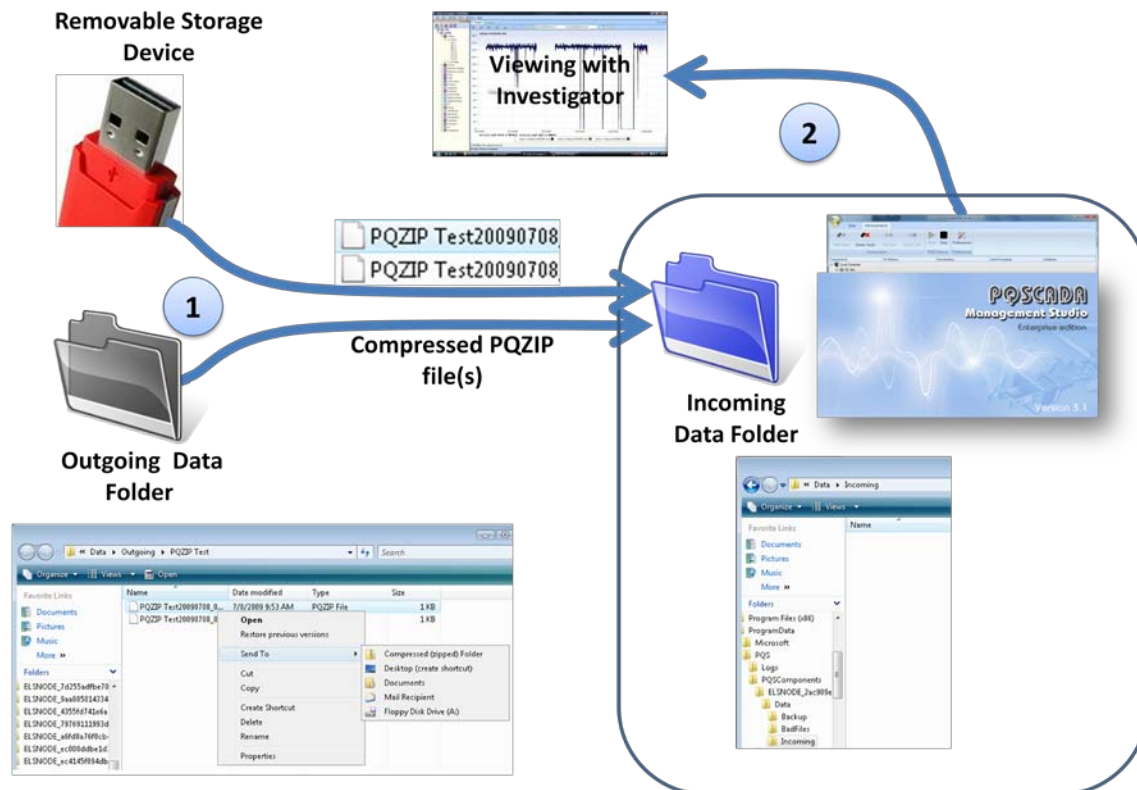 Removable Storage
Device
Viewing with
Investigator
2
PQZIP Test20090708
PQZIP Test20090708
1
Compressed PQZIP
file(s)
PQSCADA
Management Studio
Enterprise edition
Version 3.1
Incoming
Data Folder
Outgoing Data
Folder
« Data ▸ Incoming
Organize Views
Favorite Links
Name
Documents
Pictures
Music
More »
Folders
Program Files (x86)
ProgramData
Microsoft
PQS
Logs
PQSComponents
Data
Backup
BadFiles
Incoming
« Data ▸ Outgoing ▸ PQZIP Test
Search
Organize Views Open
Favorite Links
Name Date modified Type Size
Documents
Pictures
Music
More »
Folders
PQZIP Test20090708_0... 7/8/2009 9:53 AM PQZIP File 1 KB
PQZIP Test20090708_0 1 KB
Open
Restore previous versions
Send To
Cut
Copy
Create Shortcut
Delete
Rename
Properties
Compressed (zipped) Folder
Desktop (create shortcut)
Documents
Mail Recipient
Floppy Disk Drive (A:)